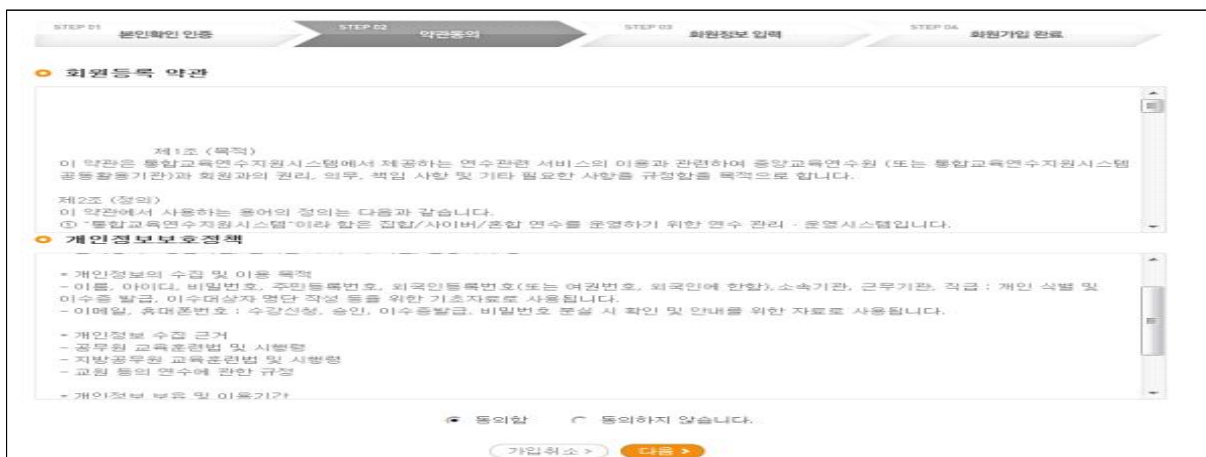 STEP 01 본인확인 인증
STEP 02 약관동의
STEP 03 회원정보 입력
STEP 04 회원가입 완료
회원등록 약관
제1조 (목적)
이 약관은 통합교육연수지원시스템에서 제공하는 연수관련 서비스의 이용과 관련하여 중앙교육연수원 (또는 통합교육연수지원시스템
공동활용기관)과 회원과의 권리, 의무, 책임 사항 및 기타 필요한 사항을 규정함을 목적으로 합니다.
제2조 (정의)
이 약관에서 사용하는 용어의 정의는 다음과 같습니다.
① "통합교육연수지원시스템"이라 함은 집합/사이버/혼합 연수를 운영하기 위한 연수 관리 · 운영시스템입니다.
개인정보보호정책
* 개인정보의 수집 및 이용 목적
- 이름, 아이디, 비밀번호, 주민등록번호, 외국인등록번호(또는 여권번호, 외국인에 한함),소속기관, 근무기관, 직급 : 개인 식별 및
이수증 발급, 이수대상자 명단 작성 등을 위한 기초자료로 사용됩니다.
- 이메일, 휴대폰번호 : 수강신청, 승인, 이수증발급, 비밀번호 분실 시 확인 및 안내를 위한 자료로 사용됩니다.
* 개인정보 수집 근거
- 공무원 교육훈련법 및 시행령
- 지방공무원 교육훈련법 및 시행령
- 교원 등의 연수에 관한 규정
* 개인정보 보유 및 이용기간
동의함 동의하지 않습니다.
가입취소 > 다음 >